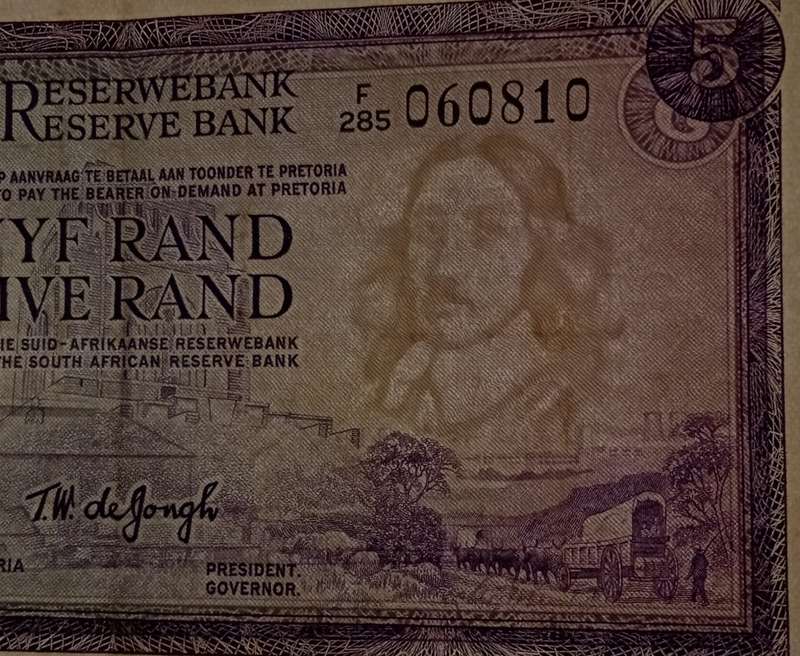 5
RESERWEBANK
RESERVE BANK
F
285 060810
P AANVRAAG TE BETAAL AAN TOONDER TE PRETORIA
TO PAY THE BEARER ON DEMAND AT PRETORIA
YF RAND
IVE RAND
IE SUID-AFRIKAANSE RESERWEBANK
THE SOUTH AFRICAN RESERVE BANK
T.W. de Jongh
RIA
PRESIDENT.
GOVERNOR.